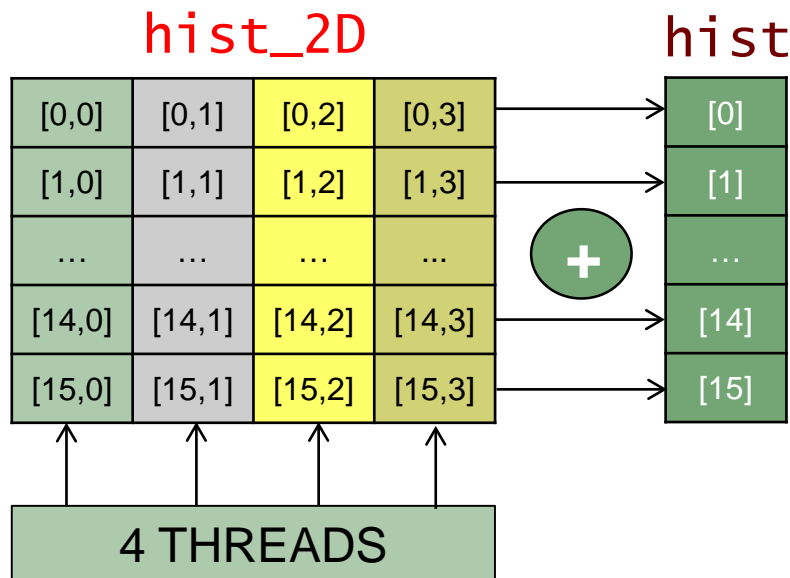 hist_2D hist
[0,0] [0,1] [0,2] [0,3] [0]
[1,0] [1,1] [1,2] [1,3] [1]
… … … ... + …
[14,0] [14,1] [14,2] [14,3] [14]
[15,0] [15,1] [15,2] [15,3] [15]
4 THREADS